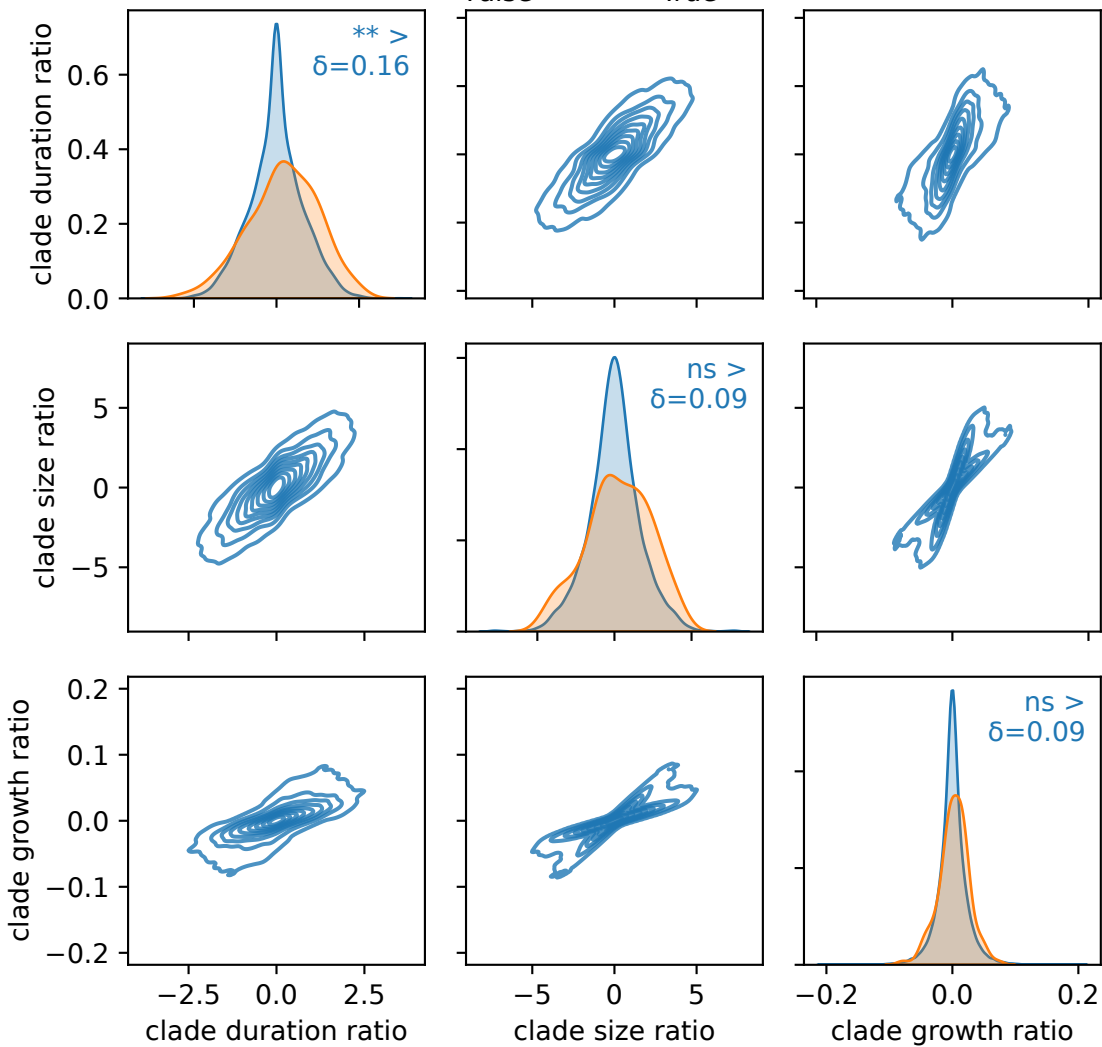 clade duration ratio
0.6
0.4
0.2
0.0
** >
δ=0.16
clade size ratio
5
0
−5
ns >
δ=0.09
clade growth ratio
0.2
0.1
0.0
−0.1
−0.2
ns >
δ=0.09
−2.5 0.0 2.5
−5 0 5
−0.2 0.0 0.2
clade duration ratio
clade size ratio
clade growth ratio